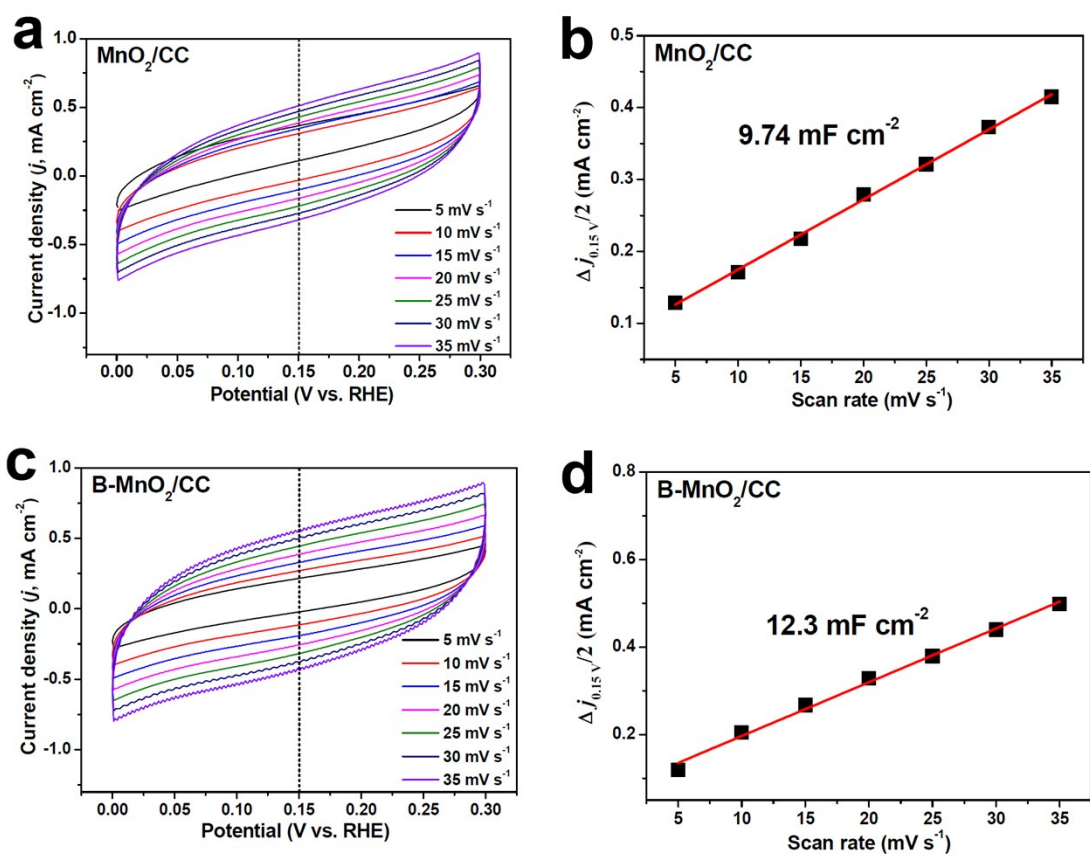 a
MnO2/CC
1.0
0.5
0.0
-0.5
-1.0
Current density (j, mA cm-2)
5 mV s-1
10 mV s-1
15 mV s-1
20 mV s-1
25 mV s-1
30 mV s-1
35 mV s-1
0.00 0.05 0.10 0.15 0.20 0.25 0.30
Potential (V vs. RHE)
b
MnO2/CC
0.5
0.4
0.3
0.2
0.1
Δ j0.15 V/2 (mA cm-2)
9.74 mF cm-2
5 10 15 20 25 30 35
Scan rate (mV s-1)
c
B-MnO2/CC
1.0
0.5
0.0
-0.5
-1.0
Current density (j, mA cm-2)
5 mV s-1
10 mV s-1
15 mV s-1
20 mV s-1
25 mV s-1
30 mV s-1
35 mV s-1
0.00 0.05 0.10 0.15 0.20 0.25 0.30
Potential (V vs. RHE)
d
B-MnO2/CC
0.8
0.6
0.4
0.2
Δ j0.15 V/2 (mA cm-2)
12.3 mF cm-2
5 10 15 20 25 30 35
Scan rate (mV s-1)